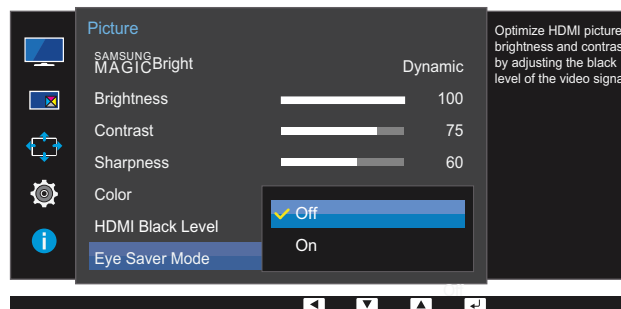 Picture
SAMSUNG
MAGICBright Dynamic
Brightness 100
Contrast 75
Sharpness 60
Color
HDMI Black Level
Eye Saver Mode
Off
On
Optimize HDMI picture
brightness and contras
by adjusting the black
level of the video signa
Off